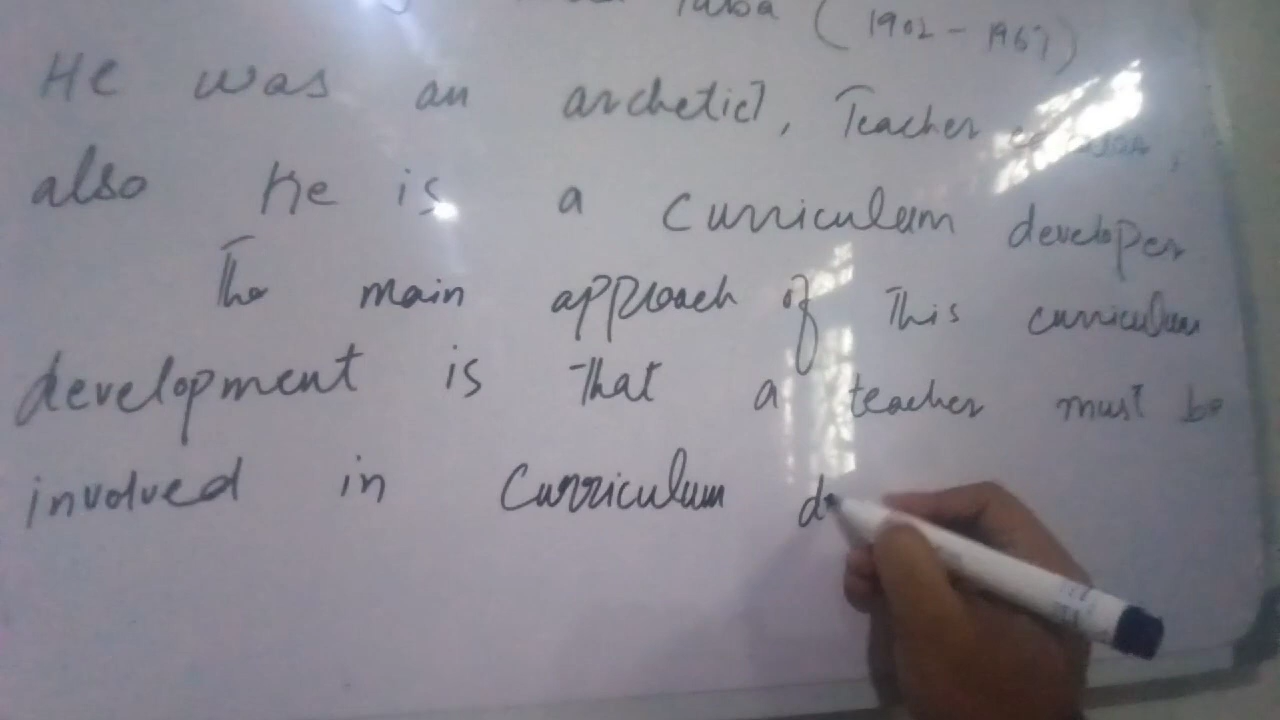 Taba (1902 - 1967)
He was an archetict, Teacher
also He is a curriculum developer
The main approach of This curriculum
development is That a teacher must be
involved in Curriculum de